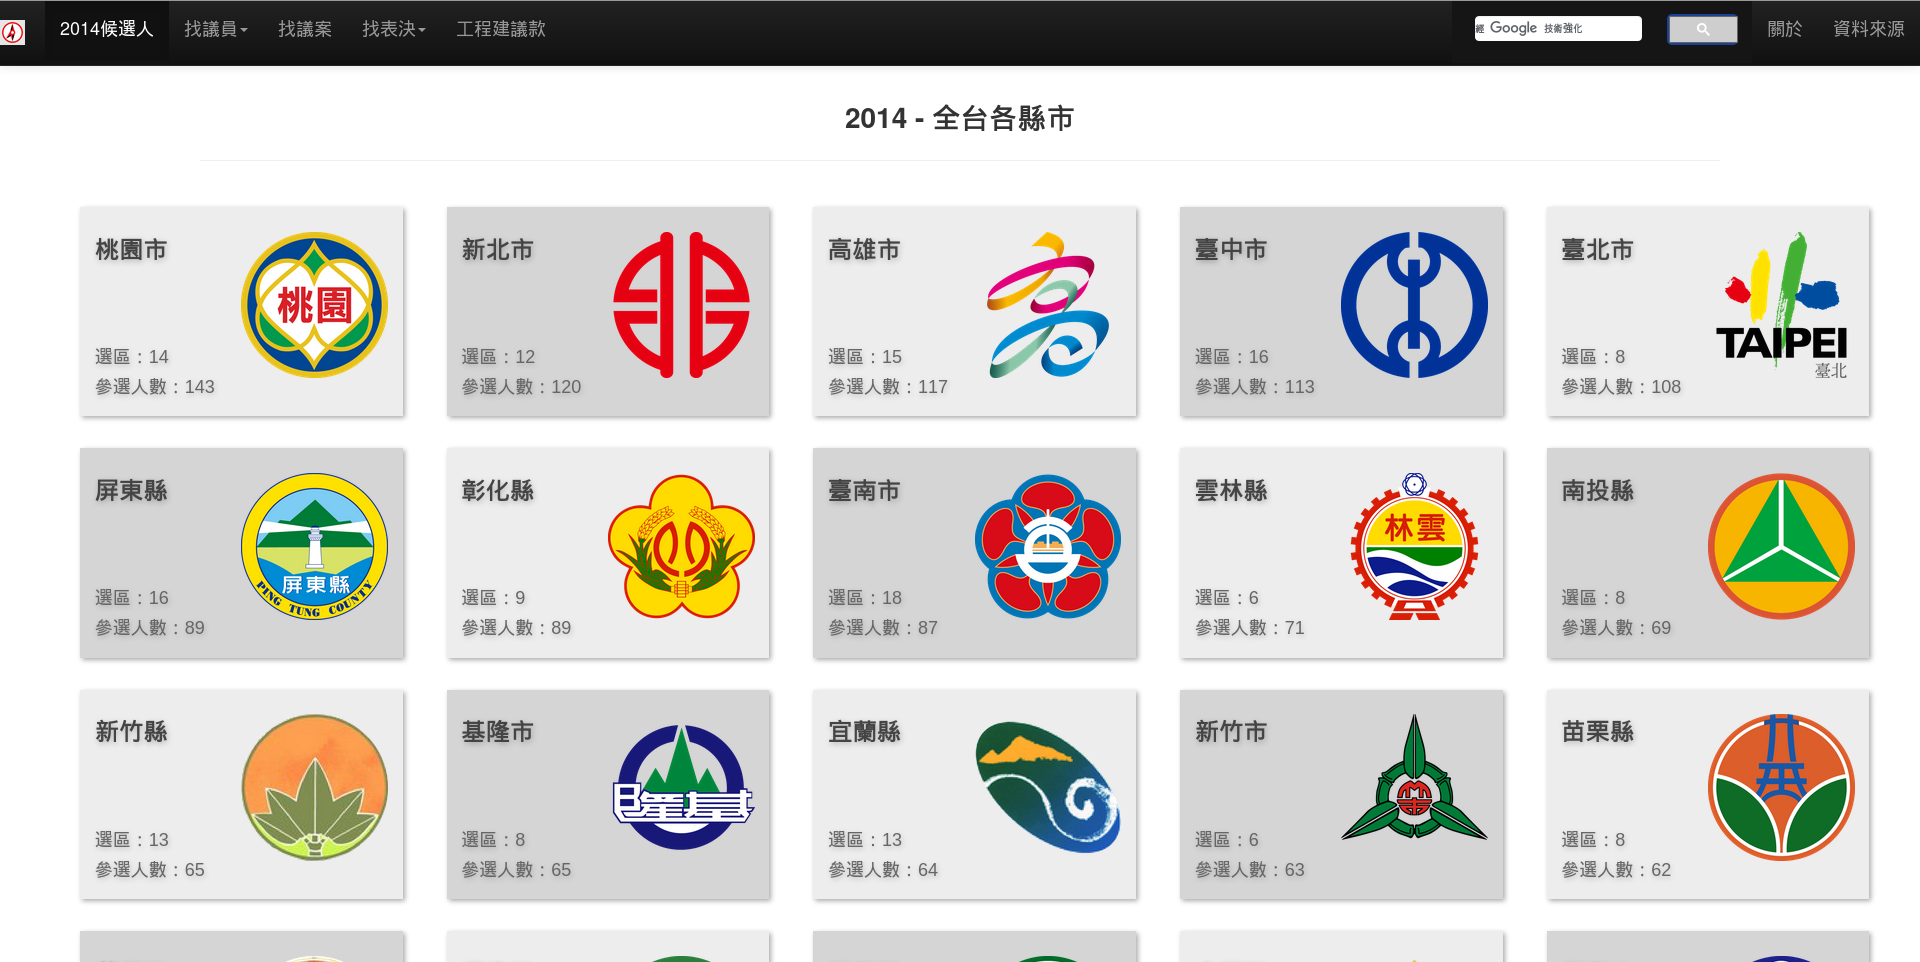 2014候選人 找議員 找議案 找表決 工程建議款 Google 技術強化 關於 資料來源
2014 - 全台各縣市
桃園市
桃園
選區：14
參選人數：143
新北市
選區：12
參選人數：120
高雄市
選區：15
參選人數：117
臺中市
選區：16
參選人數：113
臺北市
TAIPEI
臺北
選區：8
參選人數：108
屏東縣
屏東縣
PING TUNG COUNTY
選區：16
參選人數：89
彰化縣
選區：9
參選人數：89
臺南市
選區：18
參選人數：87
雲林縣
林雲
選區：6
參選人數：71
南投縣
選區：8
參選人數：69
新竹縣
選區：13
參選人數：65
基隆市
選區：8
參選人數：65
宜蘭縣
選區：13
參選人數：64
新竹市
選區：6
參選人數：63
苗栗縣
選區：8
參選人數：62